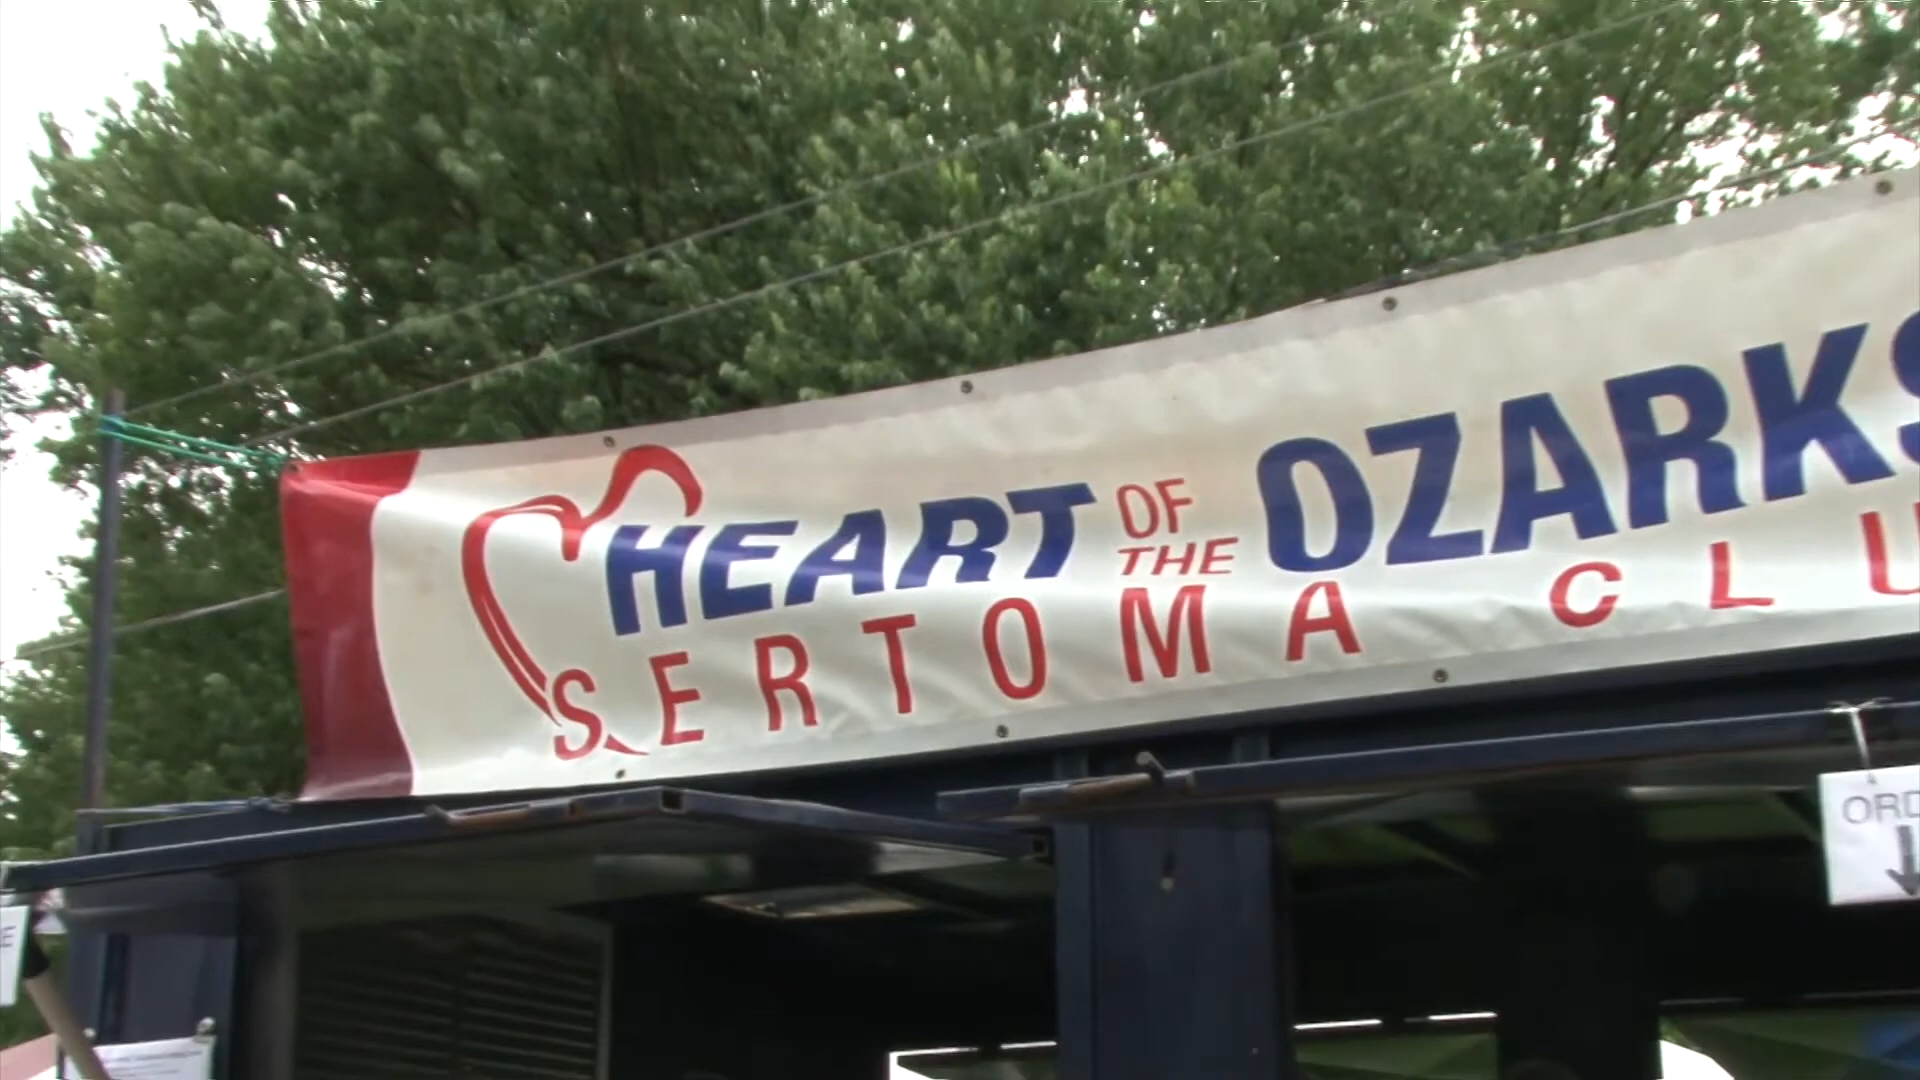 HEART OF THE OZARKS
SERTOMA CLU
ORD
E